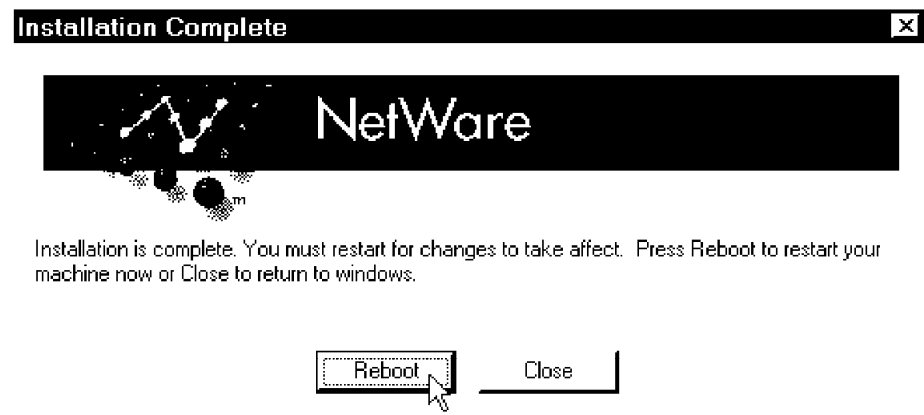 Installation Complete
NetWare
TM
Installation is complete. You must restart for changes to take affect. Press Reboot to restart your
machine now or Close to return to windows.
Reboot
Close